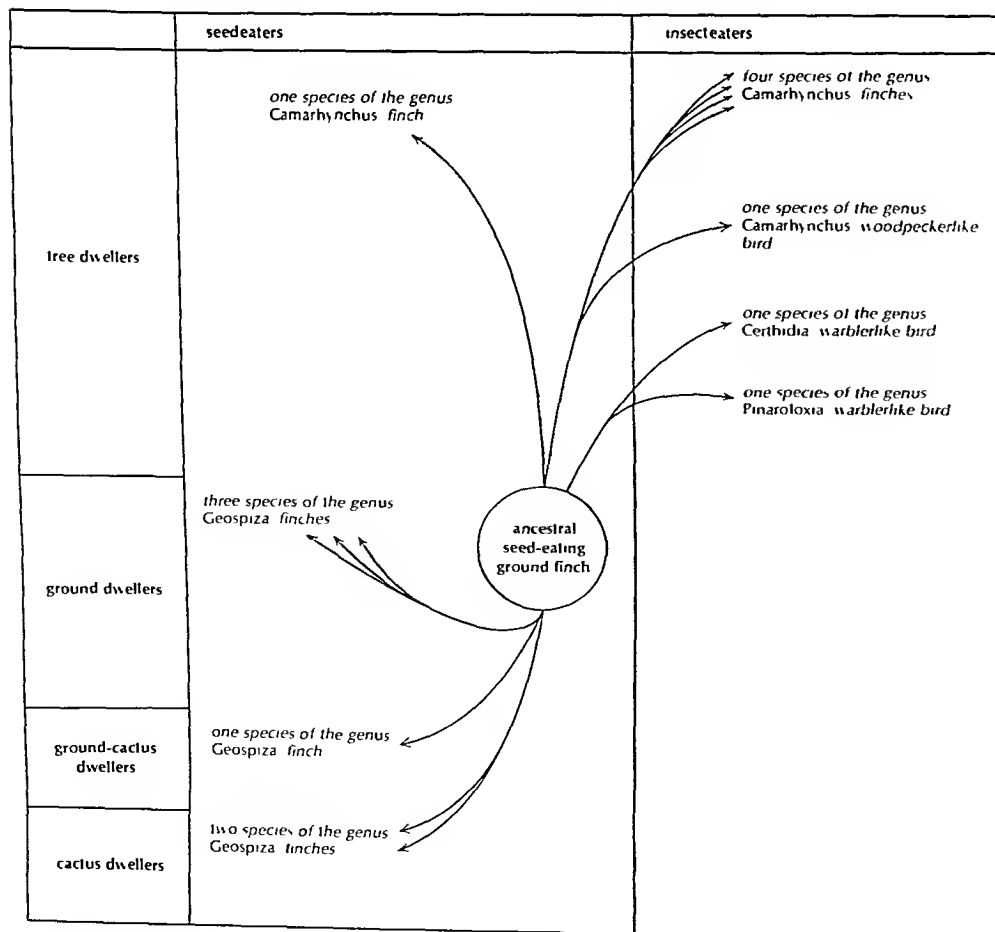 seedeaters
insecteaters
tree dwellers
one species of the genus
Camarhynchus finch
four species of the genus
Camarhynchus finches
one species of the genus
Camarhynchus woodpeckerlike
bird
one species of the genus
Certhidia warblerlike bird
one species of the genus
Pinaroloxia warblerlike bird
ground dwellers
three species of the genus
Geospiza finches
ancestral
seed-eating
ground finch
ground-cactus
dwellers
one species of the genus
Geospiza finch
cactus dwellers
two species of the genus
Geospiza finches